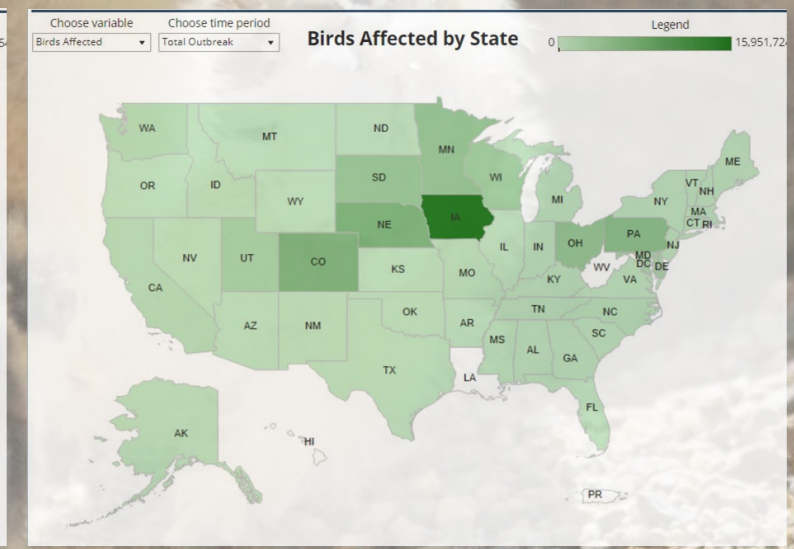 Choose variable
Choose time period
Birds Affected by State
Legend
Birds Affected
Total Outbreak
0
15,951,724
WA
MT
ND
MN
ME
OR
ID
SD
WI
VT
NH
WY
MI
NY
MA
CT RI
IA
NE
PA
NJ
OH
IL
IN
NV
UT
CO
MD
DC DE
WV
KS
MO
KY
VA
CA
TN
NC
OK
AZ
NM
AR
SC
MS
AL
GA
TX
LA
FL
AK
HI
PR